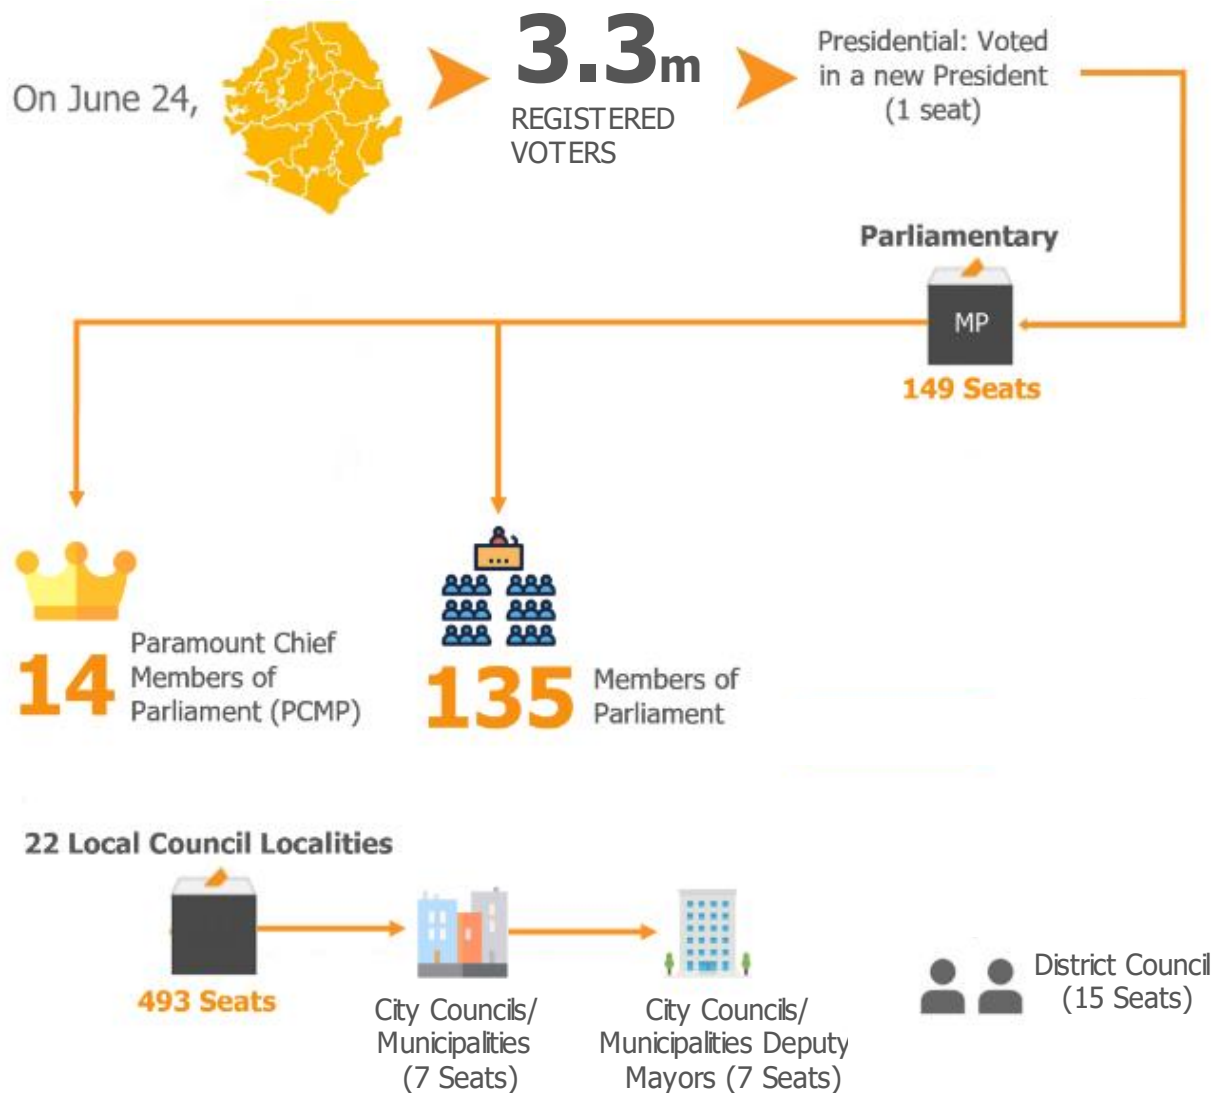 On June 24,
3.3m
REGISTERED
VOTERS
Presidential: Voted
in a new President
(1 seat)
Parliamentary
MP
149 Seats
14
Paramount Chief
Members of
Parliament (PCMP)
135
Members of
Parliament
22 Local Council Localities
493 Seats
City Councils/
Municipalities
(7 Seats)
City Councils/
Municipalities Deputy
Mayors (7 Seats)
District Council
(15 Seats)